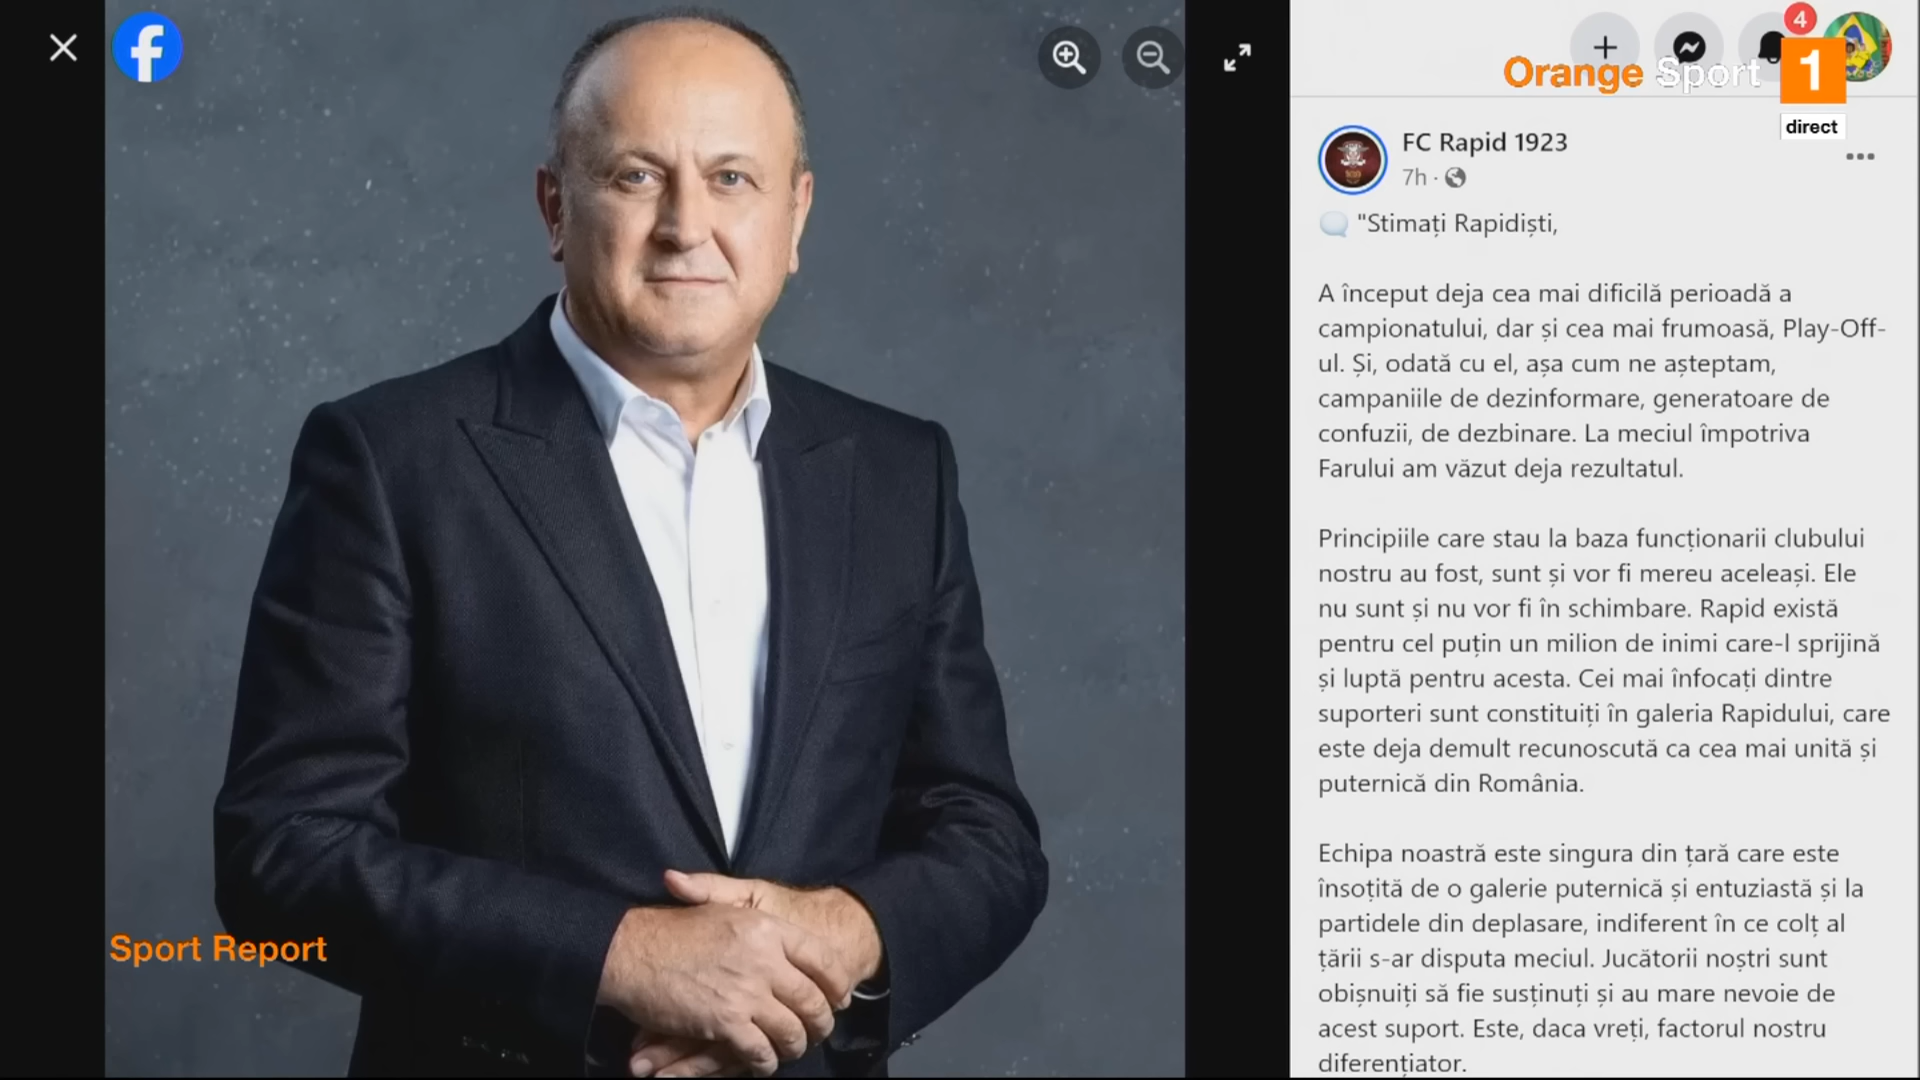 4
Orange Sport 1
direct
FC Rapid 1923
7h ·
"Stimați Rapidiști,
A început deja cea mai dificilă perioadă a
campionatului, dar și cea mai frumoasă, Play-Off-
ul. Și, odată cu el, așa cum ne așteptam,
campaniile de dezinformare, generatoare de
confuzii, de dezbinare. La meciul împotriva
Farului am văzut deja rezultatul.
Principiile care stau la baza funcționarii clubului
nostru au fost, sunt și vor fi mereu aceleași. Ele
nu sunt și nu vor fi în schimbare. Rapid există
pentru cel puțin un milion de inimi care-l sprijină
și luptă pentru acesta. Cei mai înfocați dintre
suporteri sunt constituiți în galeria Rapidului, care
este deja demult recunoscută ca cea mai unită și
puternică din România.
Echipa noastră este singura din țară care este
însoțită de o galerie puternică și entuziastă și la
partidele din deplasare, indiferent în ce colț al
țării s-ar disputa meciul. Jucătorii noștri sunt
obișnuiți să fie susținuți și au mare nevoie de
acest suport. Este, daca vreți, factorul nostru
diferențiator.
Sport Report